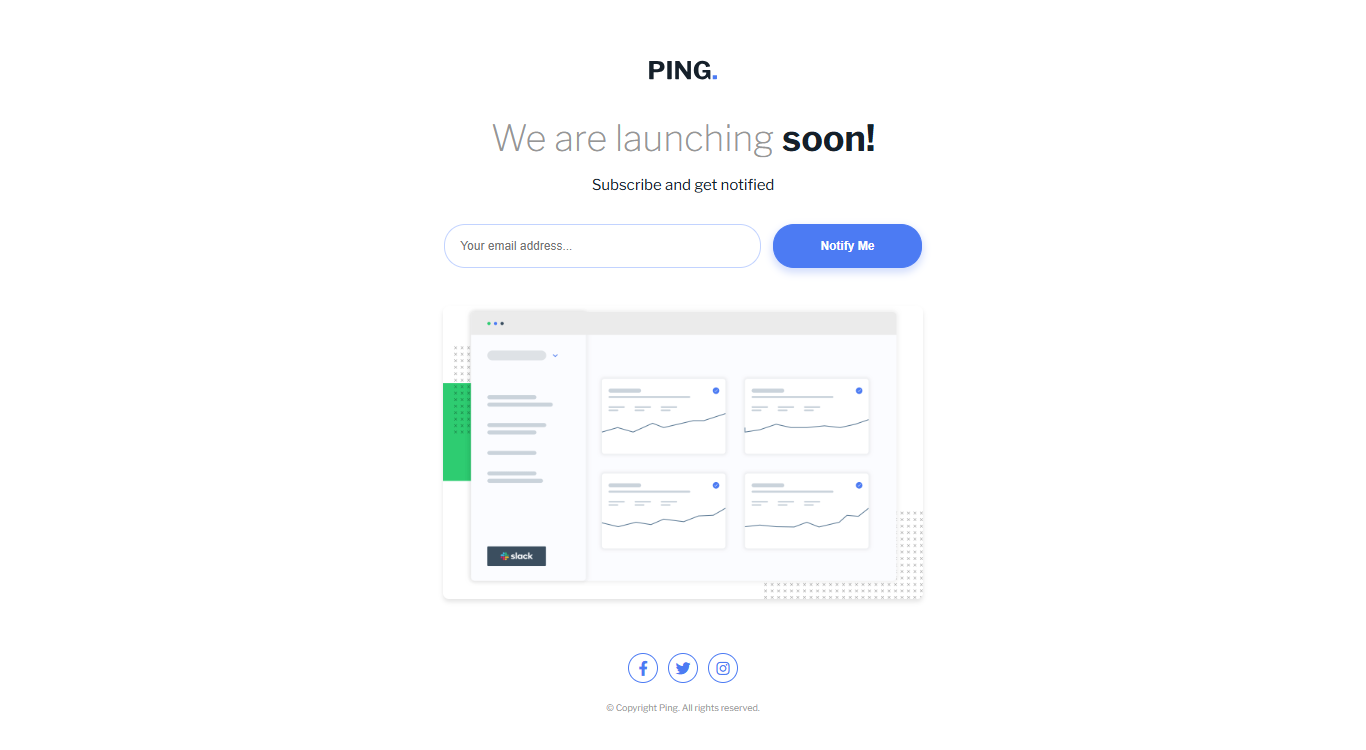 PING.
We are launching soon!
Subscribe and get notified
Your email address...
Notify Me
slack
© Copyright Ping. All rights reserved.